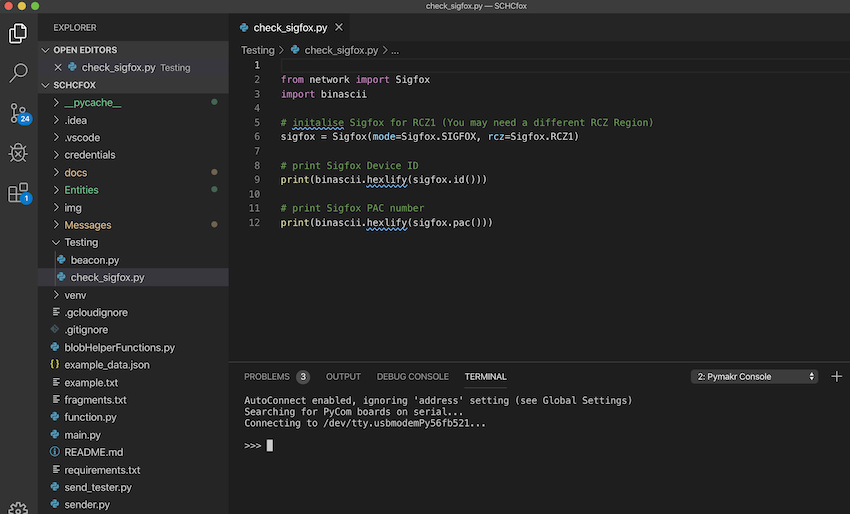 check_sigfox.py — SCHCfox
EXPLORER
OPEN EDITORS
check_sigfox.py Testing
SCHCFOX
__pycache__
.idea
.vscode
24
credentials
docs
Entities
1
img
Messages
Testing
beacon.py
check_sigfox.py
venv
.gcloudignore
.gitignore
blobHelperFunctions.py
{} example_data.json
example.txt
fragments.txt
function.py
main.py
README.md
requirements.txt
send_tester.py
sender.py
check_sigfox.py
Testing > check_sigfox.py > ...
1
2 from network import Sigfox
3 import binascii
4
5 # initalise Sigfox for RCZ1 (You may need a different RCZ Region)
6 sigfox = Sigfox(mode=Sigfox.SIGFOX, rcz=Sigfox.RCZ1)
7
8 # print Sigfox Device ID
9 print(binascii.hexlify(sigfox.id()))
10
11 # print Sigfox PAC number
12 print(binascii.hexlify(sigfox.pac()))
PROBLEMS 3 OUTPUT DEBUG CONSOLE TERMINAL 2: Pymakr Console
AutoConnect enabled, ignoring 'address' setting (see Global Settings)
Searching for PyCom boards on serial...
Connecting to /dev/tty.usbmodemPy56fb521...
>>>